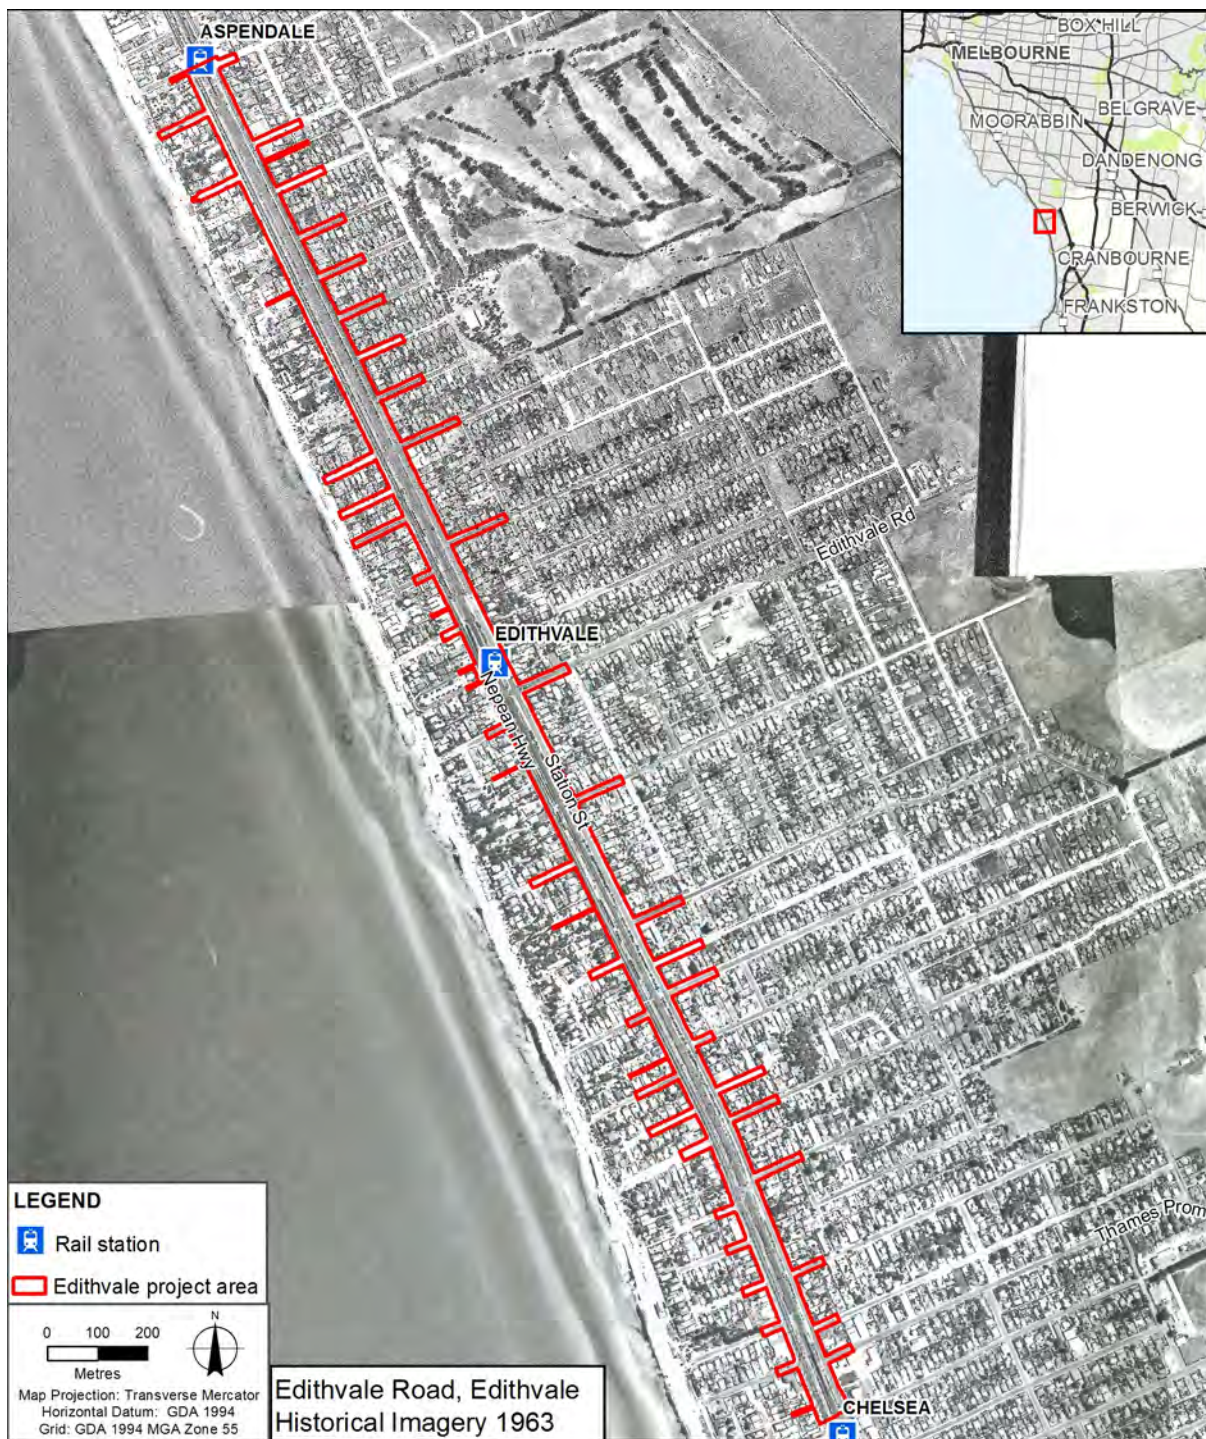 ASPENDALE
BOX HILL
MELBOURNE
BELGRAVE
MOORABBIN
DANDENONG
BERWICK
CRANBOURNE
FRANKSTON
Edithvale Rd
EDITHVALE
Nepean Hwy
Station St
Thames Prom
CHELSEA
LEGEND
Rail station
Edithvale project area
0 100 200
Metres
N
Map Projection: Transverse Mercator
Horizontal Datum: GDA 1994
Grid: GDA 1994 MGA Zone 55
Edithvale Road, Edithvale
Historical Imagery 1963